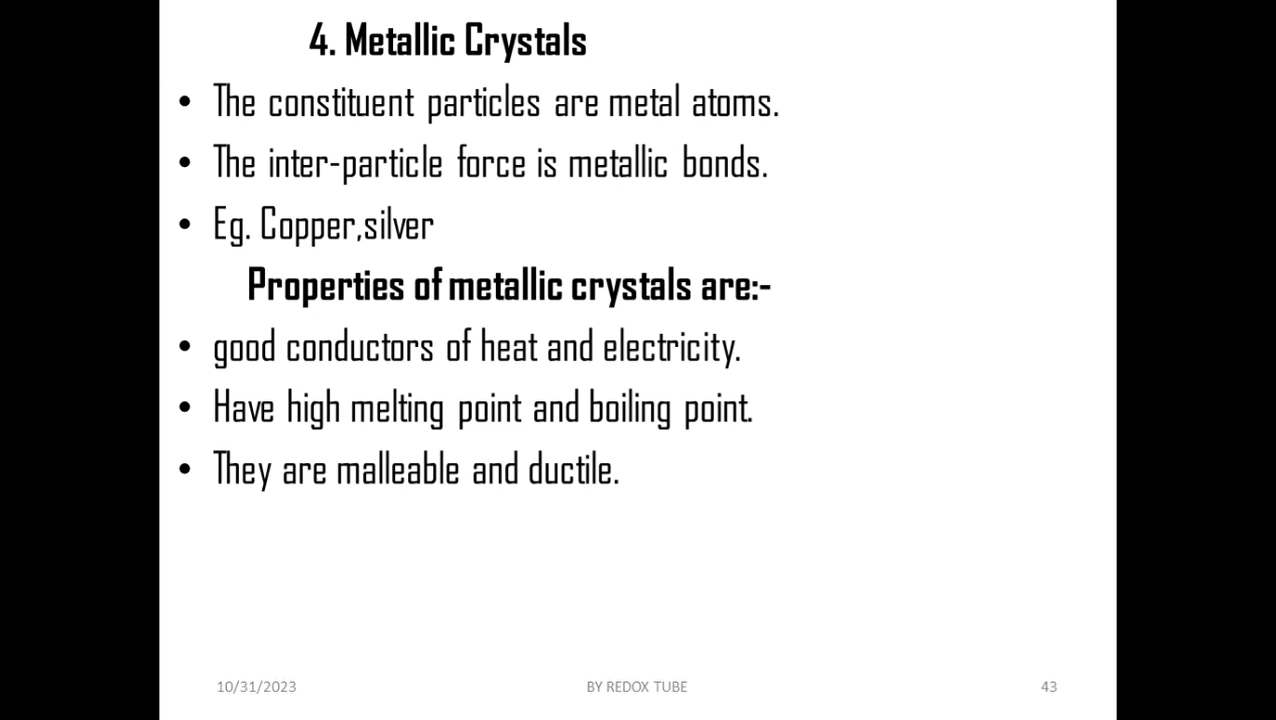 4. Metallic Crystals
• The constituent particles are metal atoms.
• The inter-particle force is metallic bonds.
• Eg. Copper,silver
Properties of metallic crystals are:-
• good conductors of heat and electricity.
• Have high melting point and boiling point.
• They are malleable and ductile.
10/31/2023
BY REDOX TUBE
43